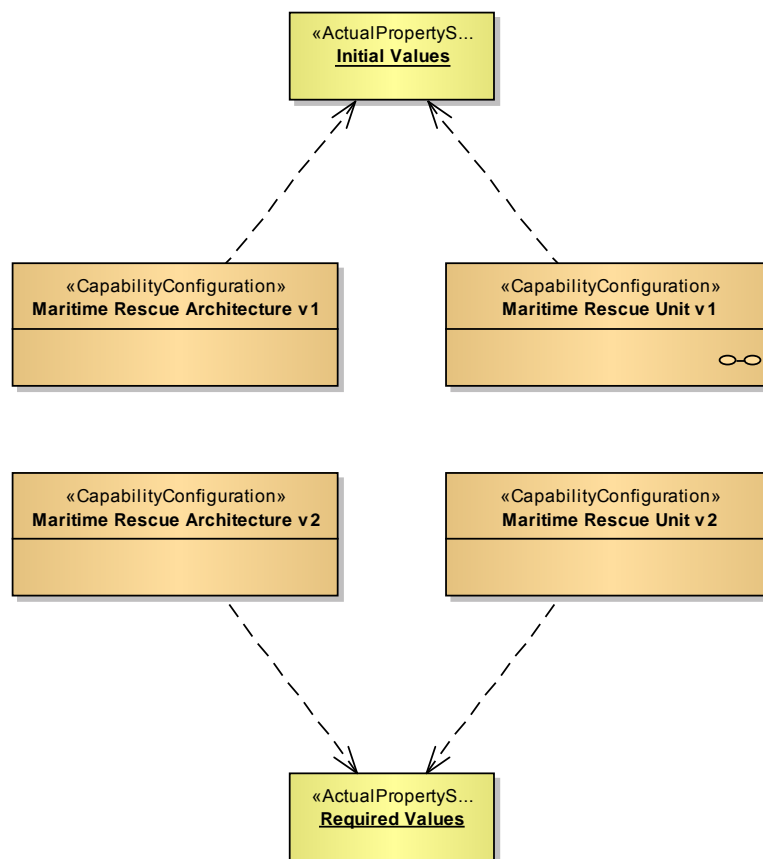 «ActualPropertyS...
Initial Values
«CapabilityConfiguration»
Maritime Rescue Architecture v1
«CapabilityConfiguration»
Maritime Rescue Unit v1
«CapabilityConfiguration»
Maritime Rescue Architecture v2
«CapabilityConfiguration»
Maritime Rescue Unit v2
«ActualPropertyS...
Required Values